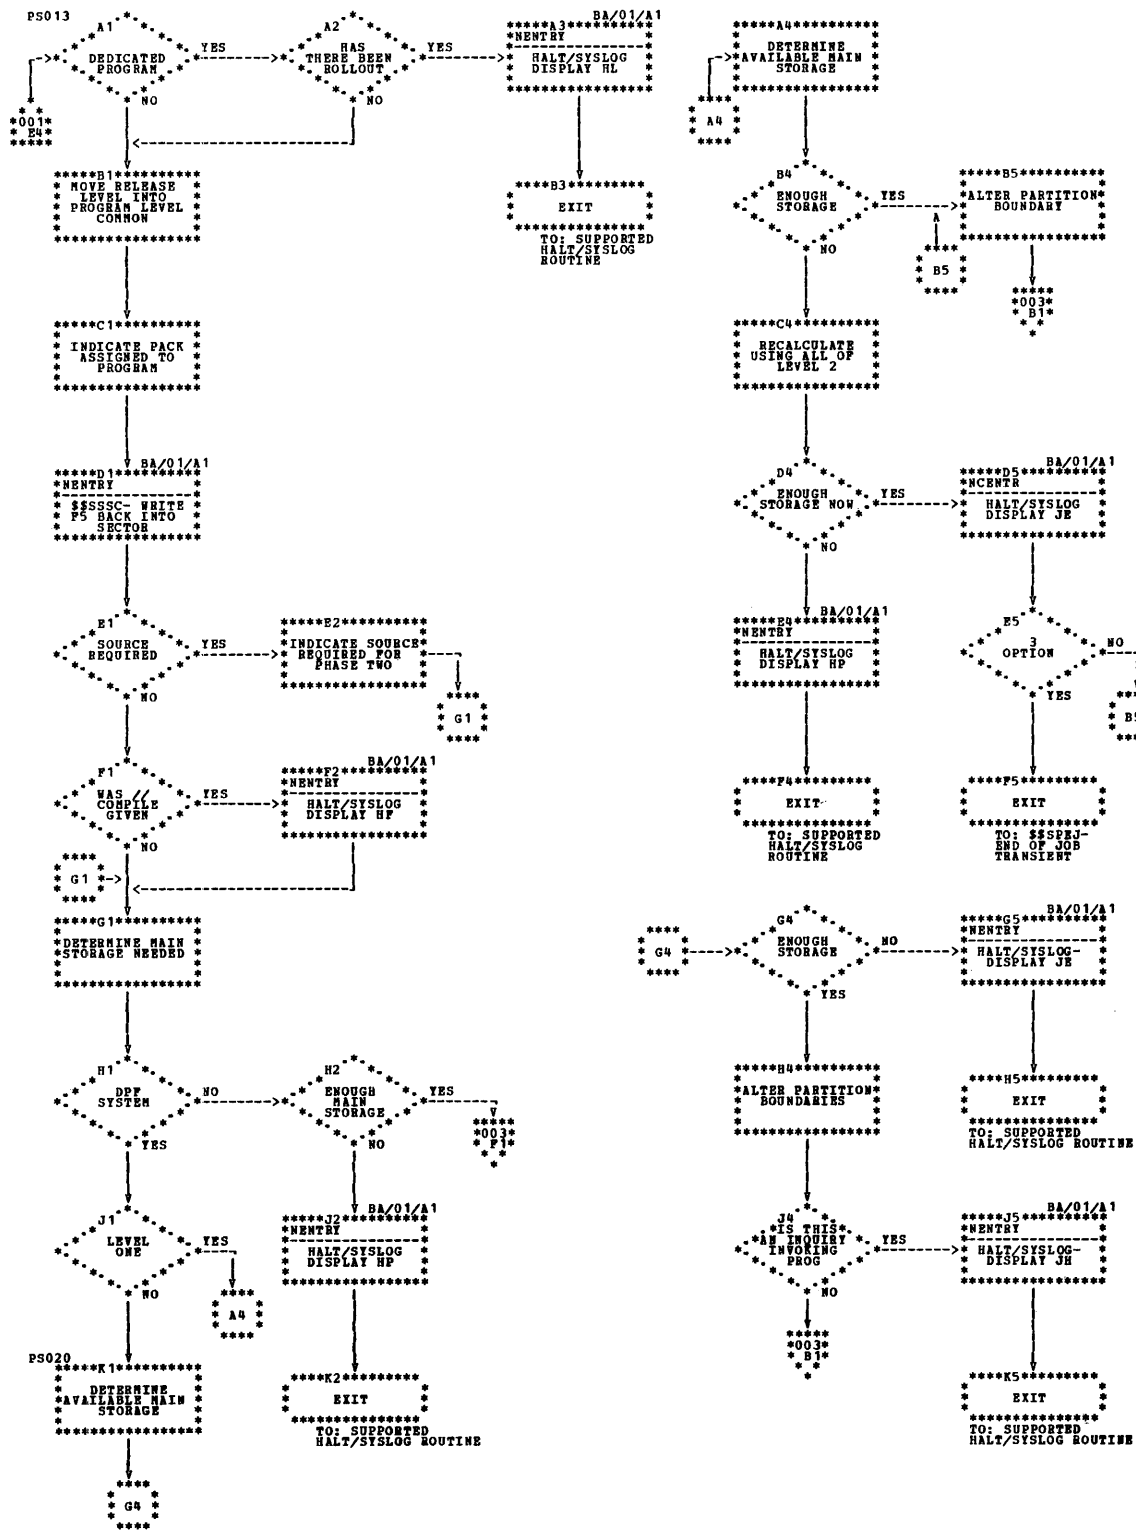 PS013
A1
DEDICATED
PROGRAM
YES
NO
001
E4
A2
HAS
THERE BEEN
ROLLOUT
YES
NO
BA/01/A1
A3
NENTRY
HALT/SYSLOG
DISPLAY HL
B3
EXIT
TO: SUPPORTED
HALT/SYSLOG
ROUTINE
B1
MOVE RELEASE
LEVEL INTO
PROGRAM LEVEL
COMMON
C1
INDICATE PACK
ASSIGNED TO
PROGRAM
BA/01/A1
D1
NENTRY
$$SSSC- WRITE
F5 BACK INTO
SECTOR
E1
SOURCE
REQUIRED
YES
NO
E2
INDICATE SOURCE
REQUIRED FOR
PHASE TWO
G1
F1
WAS //
COMPILE
GIVEN
YES
NO
BA/01/A1
F2
NENTRY
HALT/SYSLOG
DISPLAY HF
G1
G1
DETERMINE MAIN
STORAGE NEEDED
H1
DPF
SYSTEM
NO
YES
H2
ENOUGH
MAIN
STORAGE
YES
NO
003
F1
J1
LEVEL
ONE
YES
NO
A4
BA/01/A1
J2
NENTRY
HALT/SYSLOG
DISPLAY HP
PS020
K1
DETERMINE
AVAILABLE MAIN
STORAGE
K2
EXIT
TO: SUPPORTED
HALT/SYSLOG ROUTINE
G4
A4
DETERMINE
AVAILABLE MAIN
STORAGE
A4
B4
ENOUGH
STORAGE
YES
NO
B5
ALTER PARTITION
BOUNDARY
B5
003
B1
C4
RECALCULATE
USING ALL OF
LEVEL 2
D4
ENOUGH
STORAGE NOW
YES
NO
BA/01/A1
D5
NCENTR
HALT/SYSLOG
DISPLAY JE
BA/01/A1
E4
NENTRY
HALT/SYSLOG
DISPLAY HP
E5
3
OPTION
NO
YES
F4
EXIT
TO: SUPPORTED
HALT/SYSLOG
ROUTINE
F5
EXIT
TO: $$SPEJ-
END OF JOB
TRANSIENT
G4
G4
ENOUGH
STORAGE
NO
YES
BA/01/A1
G5
NENTRY
HALT/SYSLOG-
DISPLAY JE
H4
ALTER PARTITION
BOUNDARIES
H5
EXIT
TO: SUPPORTED
HALT/SYSLOG ROUTINE
J4
IS THIS
AN INQUIRY
INVOKING
PROG
YES
NO
BA/01/A1
J5
NENTRY
HALT/SYSLOG-
DISPLAY JH
003
B1
K5
EXIT
TO: SUPPORTED
HALT/SYSLOG ROUTINE